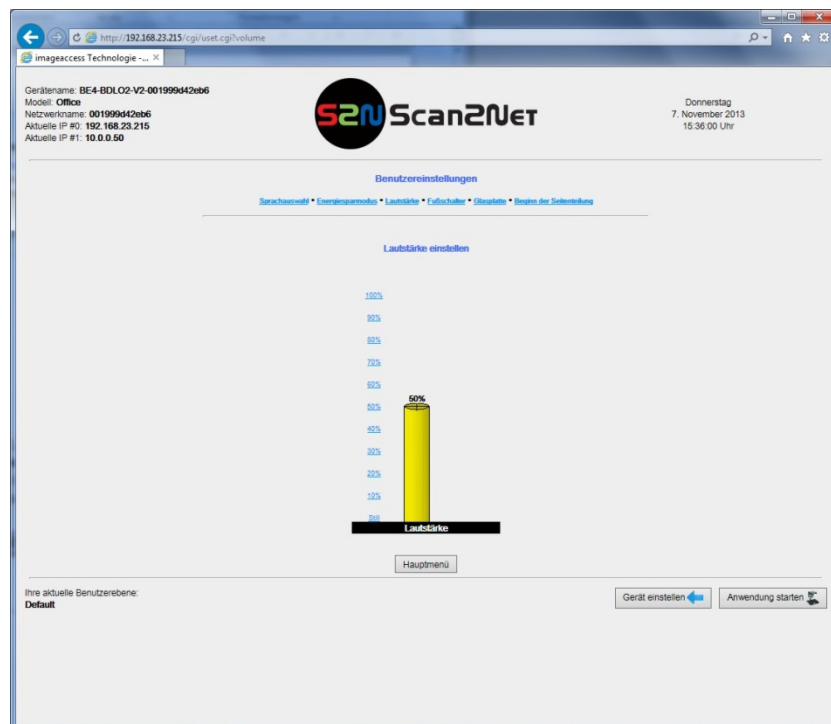 http://192.168.23.215/cgi/uset.cgi?volume
imageaccess Technologie -... ×
Gerätename: BE4-BDLO2-V2-001999d42eb6
Modell: Office
Netzwerkname: 001999d42eb6
Aktuelle IP #0: 192.168.23.215
Aktuelle IP #1: 10.0.0.50
S2N Scan2Net
Donnerstag
7. November 2013
15:36:00 Uhr
Benutzereinstellungen
Sprachauswahl * Energiesparmodus * Lautstärke * Fußschalter * Glasplatte * Beginn der Seitenteilung
Lautstärke einstellen
100%
90%
80%
70%
60%
50%
50%
40%
30%
20%
10%
Still
Lautstärke
Hauptmenü
Ihre aktuelle Benutzerebene:
Default
Gerät einstellen
Anwendung starten